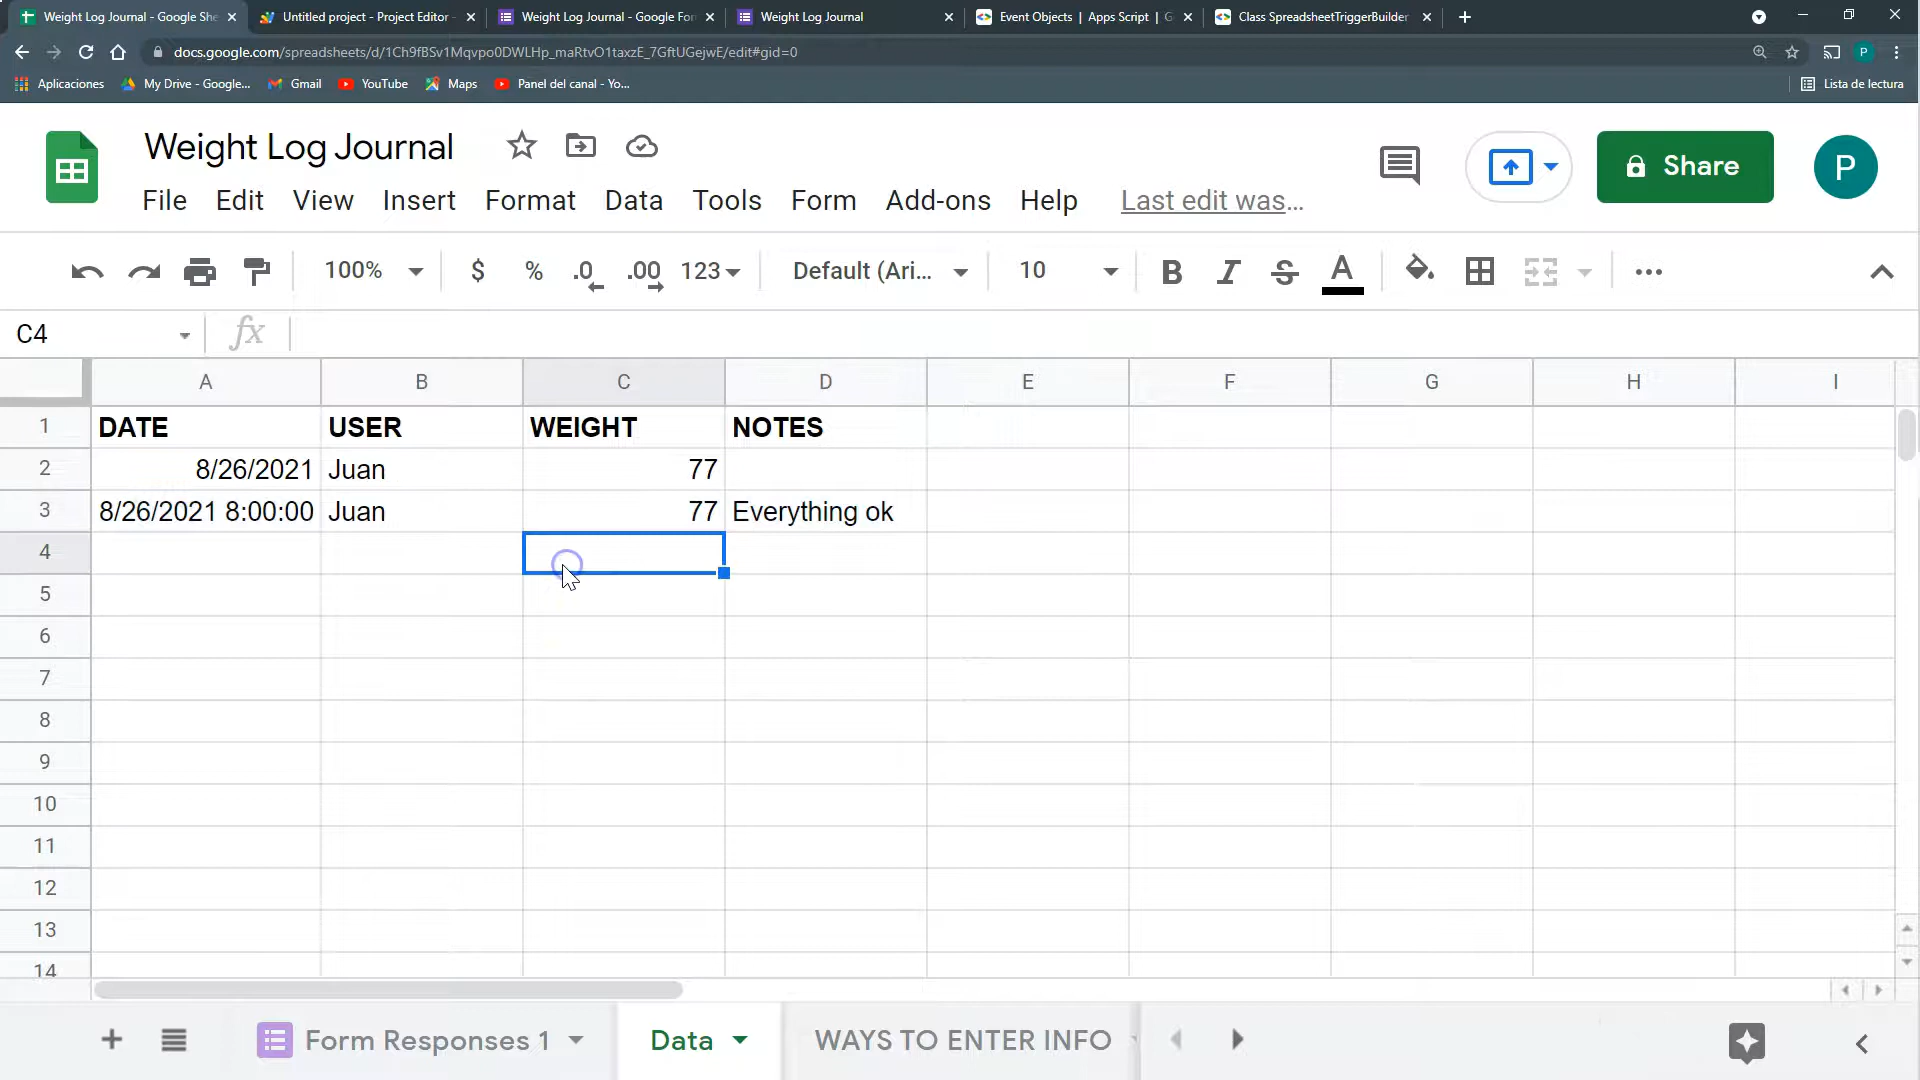 Weight Log Journal - Google She
Untitled project - Project Editor -
Weight Log Journal - Google For
Weight Log Journal
Event Objects | Apps Script | G
Class SpreadsheetTriggerBuilder
docs.google.com/spreadsheets/d/1Ch9fBSv1Mqvpo0DWLHp_maRtvO1taxzE_7GftUGejwE/edit#gid=0
P
Aplicaciones
My Drive - Google...
Gmail
YouTube
Maps
Panel del canal - Yo...
Lista de lectura
Weight Log Journal
Share
P
File Edit View Insert Format Data Tools Form Add-ons Help Last edit was...
100% $ % .0 .00 123 Default (Ari... 10 B I S A
C4 fx
A B C D E F G H I
1 DATE USER WEIGHT NOTES
2 8/26/2021 Juan 77
3 8/26/2021 8:00:00 Juan 77 Everything ok
4
5
6
7
8
9
10
11
12
13
14
Form Responses 1 Data WAYS TO ENTER INFO